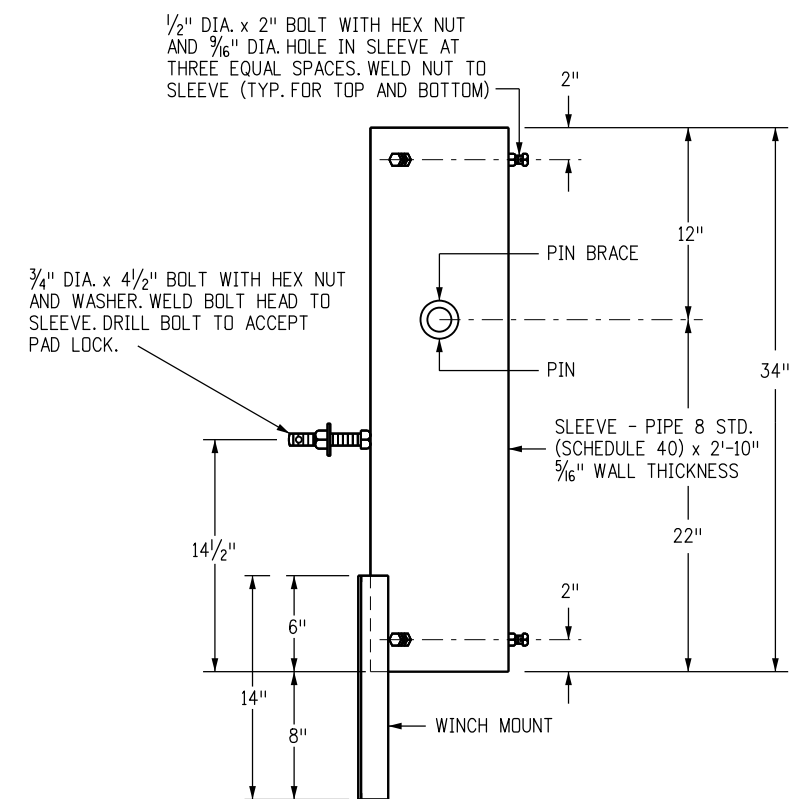 ½" DIA. x 2" BOLT WITH HEX NUT
AND 9/16" DIA. HOLE IN SLEEVE AT
THREE EQUAL SPACES. WELD NUT TO
SLEEVE (TYP. FOR TOP AND BOTTOM)
2"
12"
PIN BRACE
¾" DIA. x 4½" BOLT WITH HEX NUT
AND WASHER. WELD BOLT HEAD TO
SLEEVE. DRILL BOLT TO ACCEPT
PAD LOCK.
PIN
34"
SLEEVE - PIPE 8 STD.
(SCHEDULE 40) x 2'-10"
5/16" WALL THICKNESS
22"
14½"
2"
6"
14"
8"
WINCH MOUNT